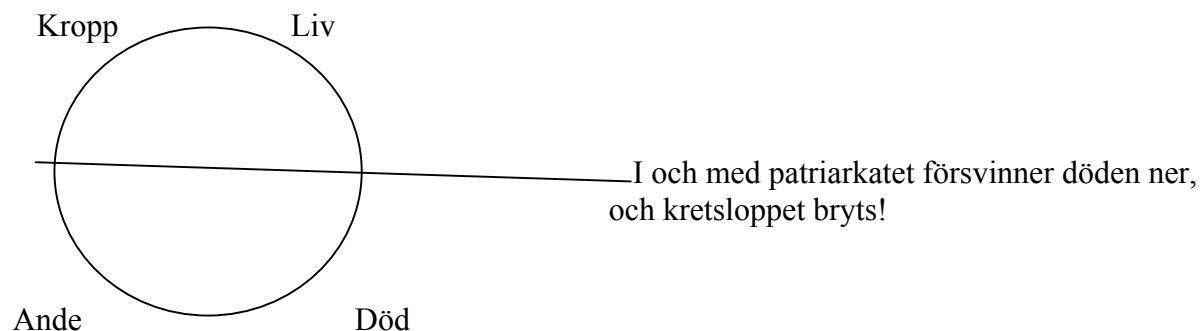 Kropp Liv
I och med patriarkatet försvinner döden ner,
och kretsloppet bryts!
Ande Död